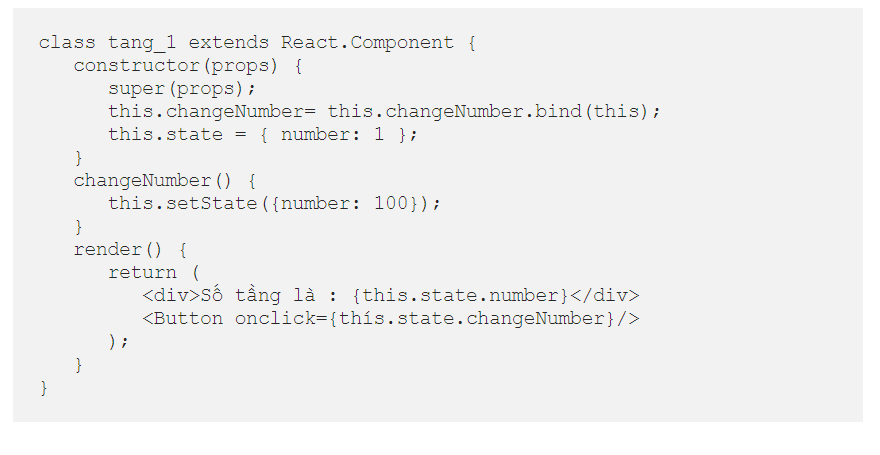 class tang_1 extends React.Component {
constructor(props) {
super(props);
this.changeNumber= this.changeNumber.bind(this);
this.state = { number: 1 };
}
changeNumber() {
this.setState({number: 100});
}
render() {
return (
<div>Số tầng là : {this.state.number}</div>
<Button onclick={thís.state.changeNumber}/>
);
}
}